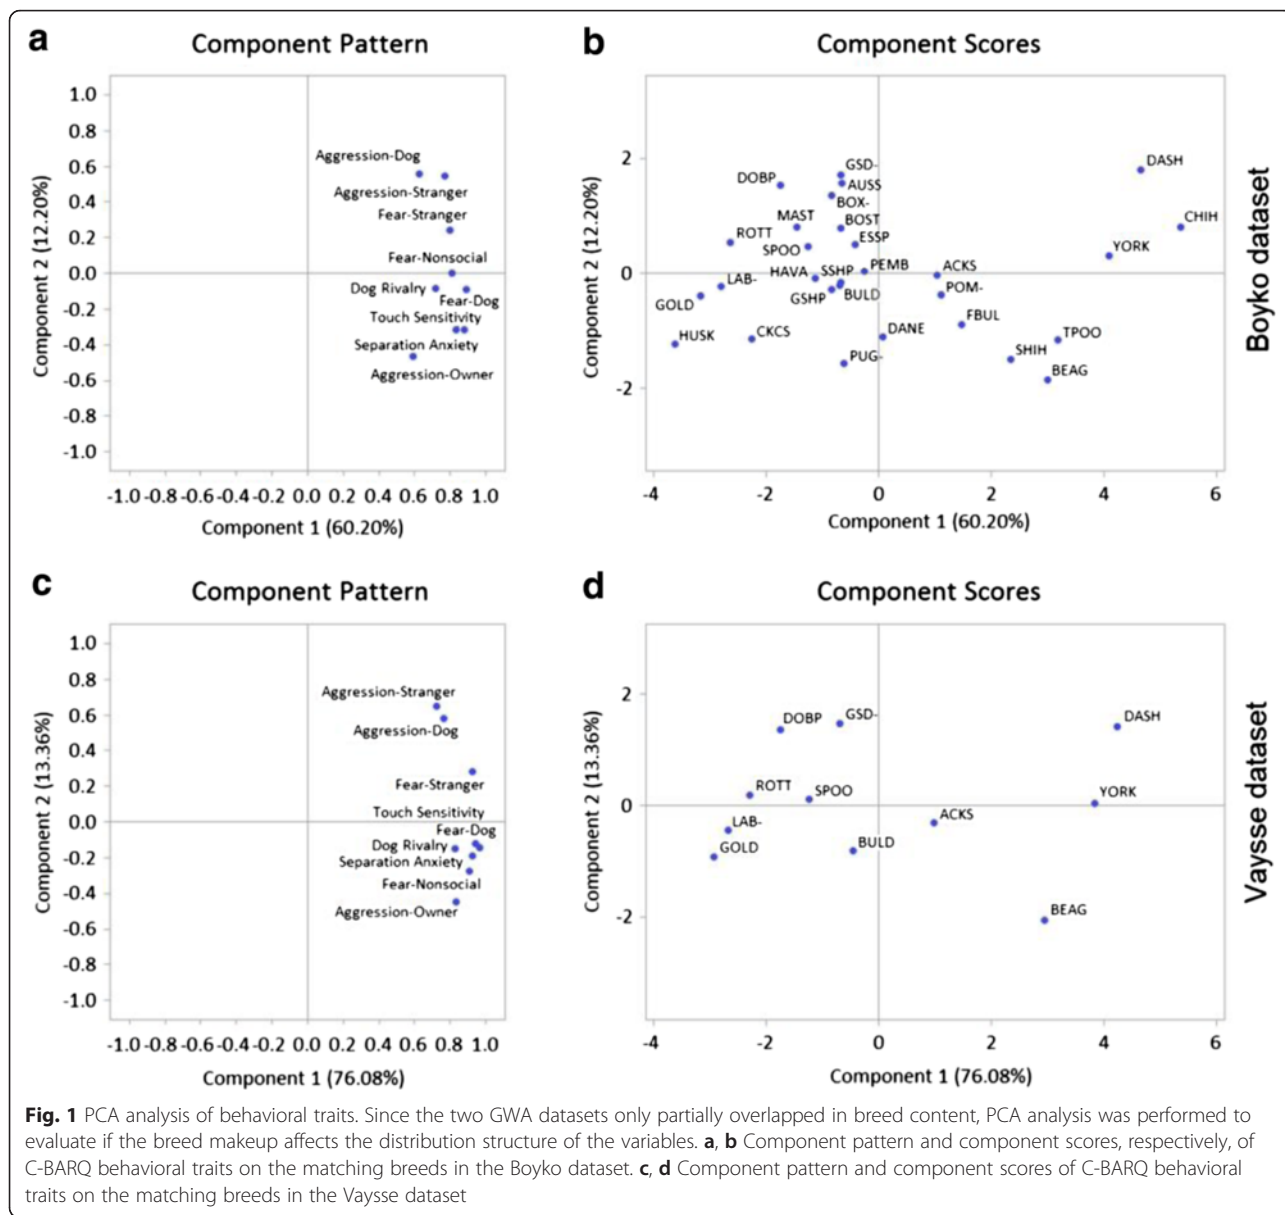 a
Component Pattern
Component 2 (12.20%)
1.0
0.8
0.6
0.4
0.2
0.0
-0.2
-0.4
-0.6
-0.8
-1.0
Aggression-Dog
Aggression-Stranger
Fear-Stranger
Fear-Nonsocial
Dog Rivalry
Fear-Dog
Touch Sensitivity
Separation Anxiety
Aggression-Owner
-1.0 -0.8 -0.6 -0.4 -0.2 0.0 0.2 0.4 0.6 0.8 1.0
Component 1 (60.20%)
b
Component Scores
Component 2 (12.20%)
2
0
-2
DASH
GSD-
DOBP
AUSS
BOX-
CHIH
MAST
BOST
ROTT
ESSP
SPOO
YORK
PEMB
ACKS
HAVA
SSHP
LAB-
POM-
GSHP
BULD
GOLD
FBUL
HUSK
CKCS
DANE
TPOO
PUG-
SHIH
BEAG
-4 -2 0 2 4 6
Component 1 (60.20%)
Boyko dataset
c
Component Pattern
Component 2 (13.36%)
1.0
0.8
0.6
0.4
0.2
0.0
-0.2
-0.4
-0.6
-0.8
-1.0
Aggression-Stranger
Aggression-Dog
Fear-Stranger
Touch Sensitivity
Fear-Dog
Dog Rivalry
Separation Anxiety
Fear-Nonsocial
Aggression-Owner
-1.0 -0.8 -0.6 -0.4 -0.2 0.0 0.2 0.4 0.6 0.8 1.0
Component 1 (76.08%)
d
Component Scores
Component 2 (13.36%)
2
0
-2
DOBP
GSD-
DASH
ROTT
SPOO
YORK
LAB-
ACKS
GOLD
BULD
BEAG
-4 -2 0 2 4 6
Component 1 (76.08%)
Vaysse dataset
Fig. 1 PCA analysis of behavioral traits. Since the two GWA datasets only partially overlapped in breed content, PCA analysis was performed to
evaluate if the breed makeup affects the distribution structure of the variables. a, b Component pattern and component scores, respectively, of
C-BARQ behavioral traits on the matching breeds in the Boyko dataset. c, d Component pattern and component scores of C-BARQ behavioral
traits on the matching breeds in the Vaysse dataset